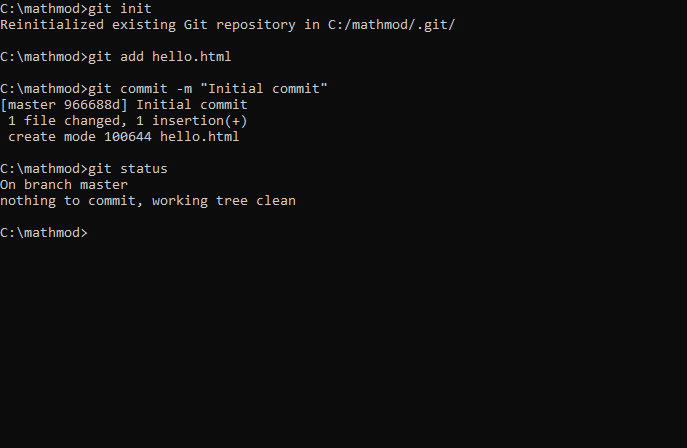 C:\mathmod>git init
Reinitialized existing Git repository in C:/mathmod/.git/
C:\mathmod>git add hello.html
C:\mathmod>git commit -m "Initial commit"
[master 966688d] Initial commit
 1 file changed, 1 insertion(+)
 create mode 100644 hello.html
C:\mathmod>git status
On branch master
nothing to commit, working tree clean
C:\mathmod>